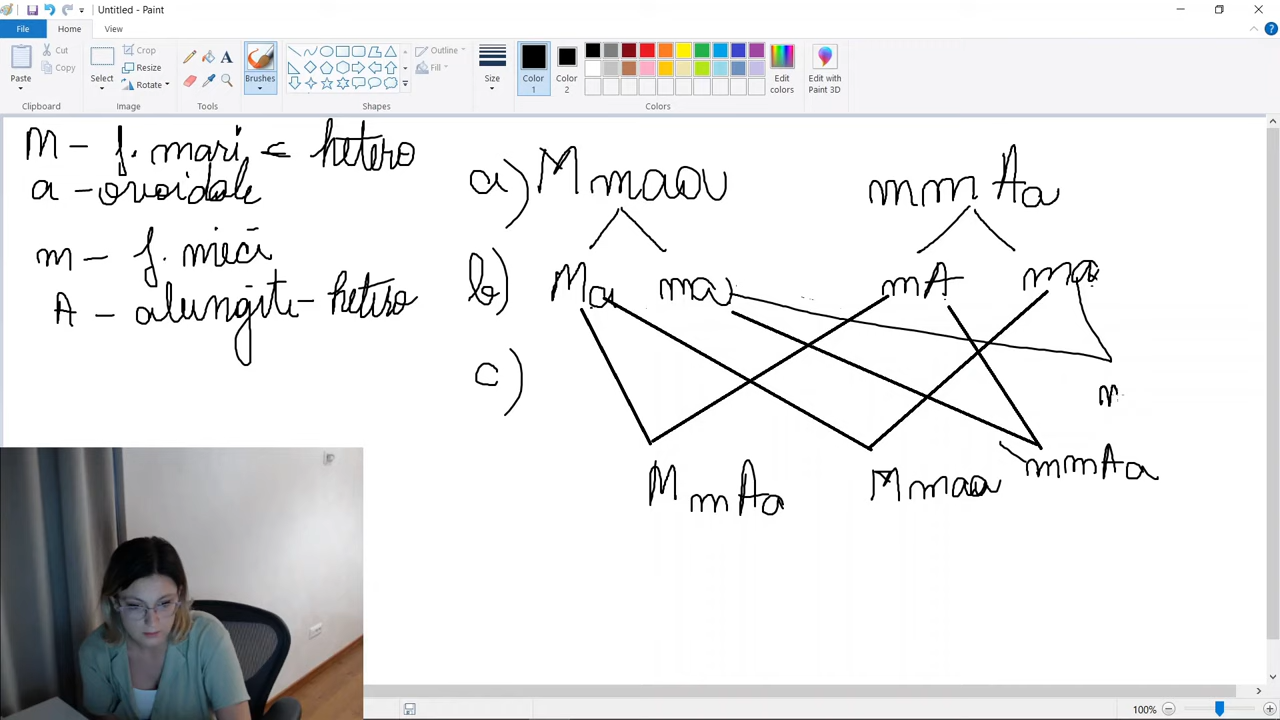 Untitled - Paint
File Home View
Paste Cut Copy Select Crop Resize Rotate Brushes Outline Fill Size Color 1 Color 2 Edit colors Edit with Paint 3D
Clipboard Image Tools Shapes Colors
M - f. mari - hetero
a - ovoidale
m - f. mici
A - alungite - hetero
a) Mmaa mmAa
b) Ma ma mA ma
c)
m
MmAa Mmaa mmAa
100%